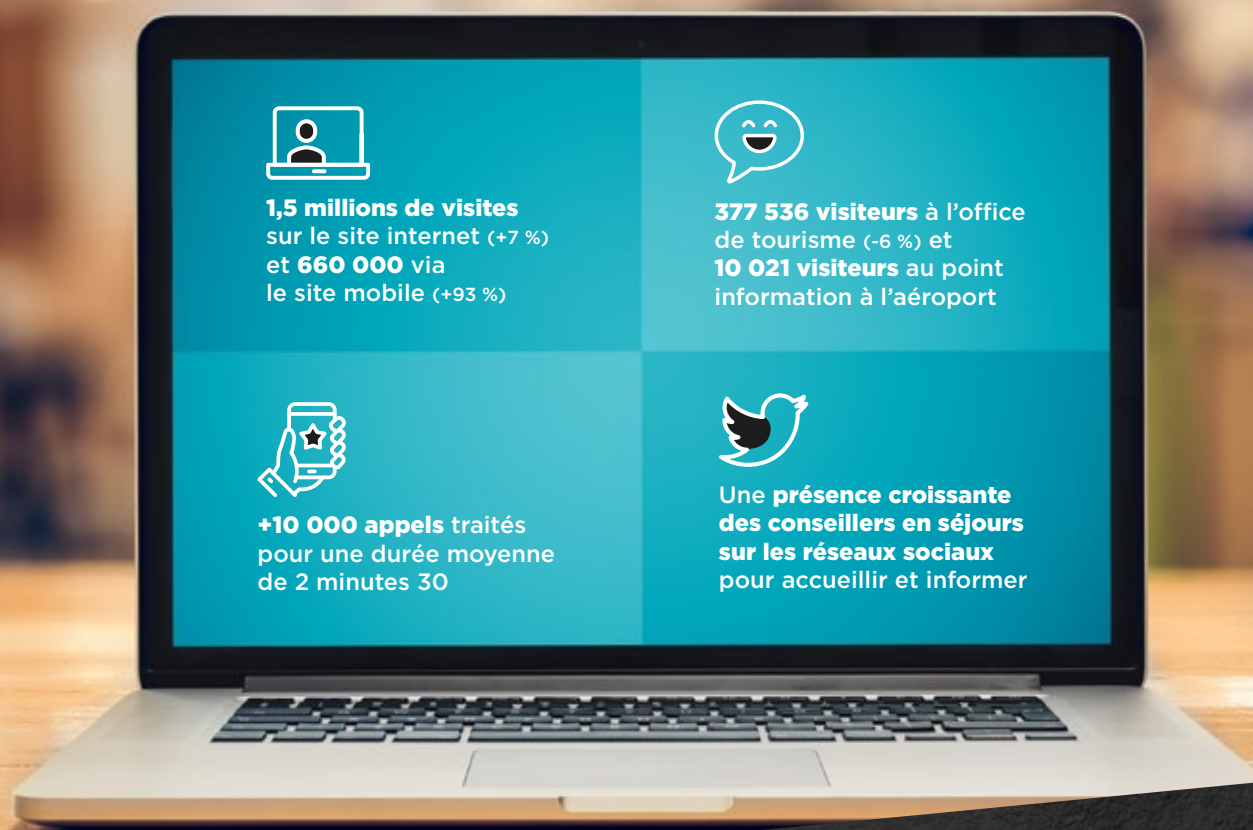 1,5 millions de visites
sur le site internet (+7 %)
et 660 000 via
le site mobile (+93 %)
377 536 visiteurs à l’office
de tourisme (-6 %) et
10 021 visiteurs au point
information à l’aéroport
+10 000 appels traités
pour une durée moyenne
de 2 minutes 30
Une présence croissante
des conseillers en séjours
sur les réseaux sociaux
pour accueillir et informer